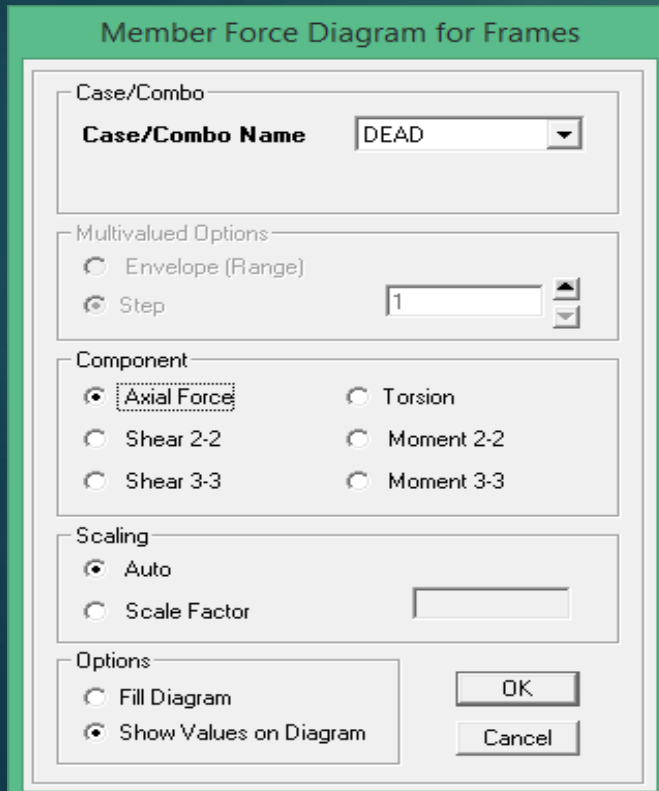 Member Force Diagram for Frames
Case/Combo
Case/Combo Name DEAD
Multivalued Options
Envelope (Range)
Step 1
Component
Axial Force Torsion
Shear 2-2 Moment 2-2
Shear 3-3 Moment 3-3
Scaling
Auto
Scale Factor
Options
Fill Diagram OK
Show Values on Diagram Cancel